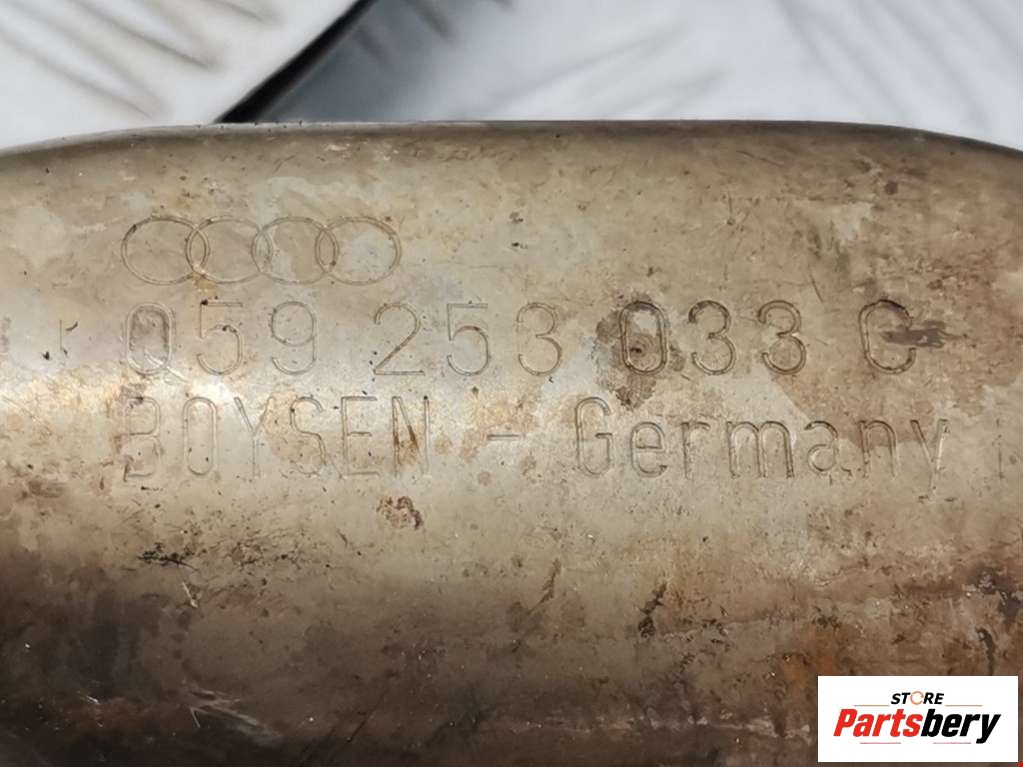 059 253 033 C
BOYSEN - Germany
STORE
Partsbery